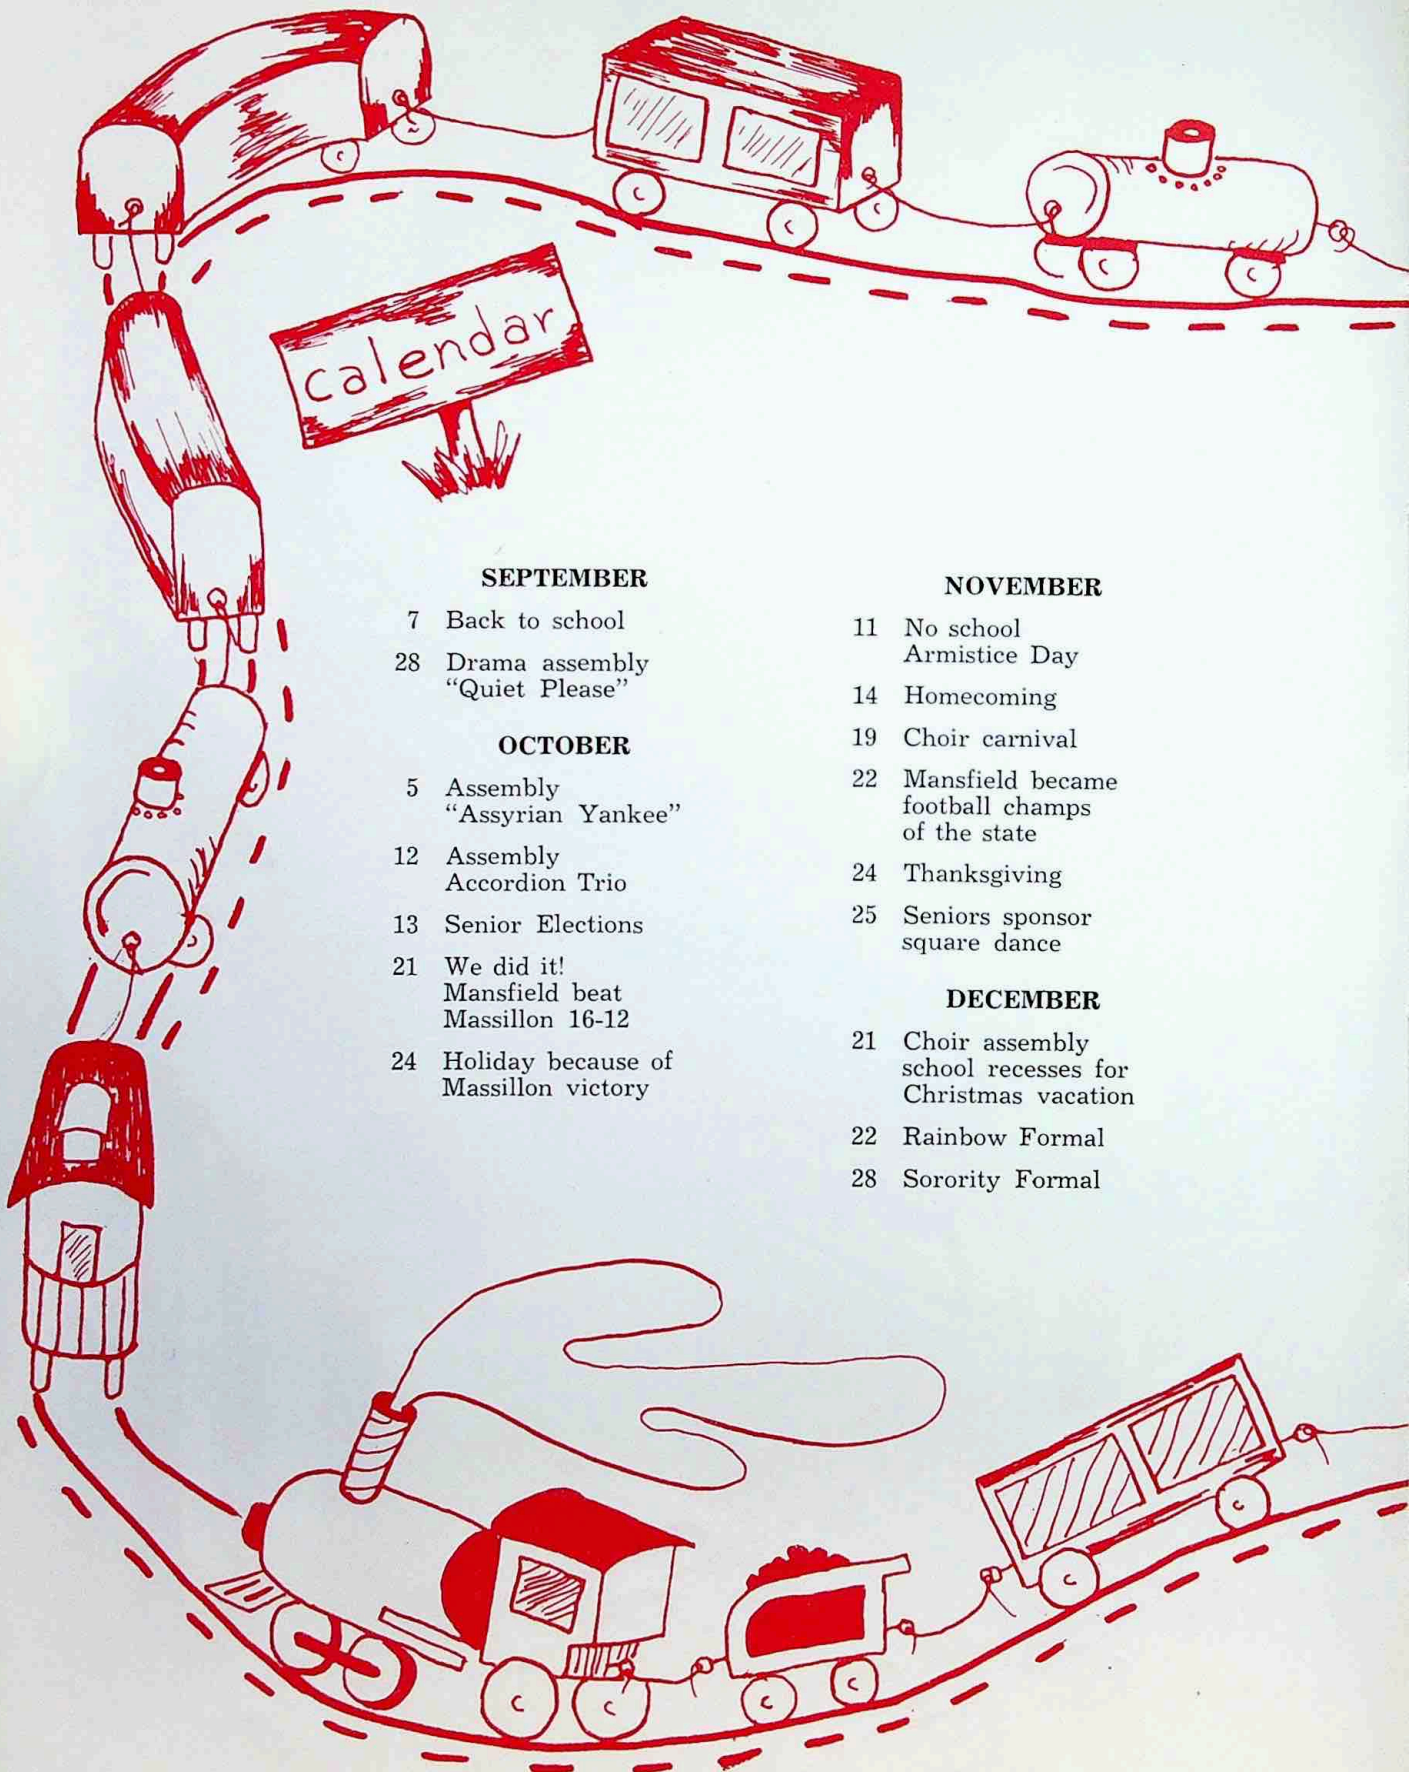 calendar
SEPTEMBER
7 Back to school
28 Drama assembly
“Quiet Please”
OCTOBER
5 Assembly
“Assyrian Yankee”
12 Assembly
Accordion Trio
13 Senior Elections
21 We did it!
Mansfield beat
Massillon 16-12
24 Holiday because of
Massillon victory
NOVEMBER
11 No school
Armistice Day
14 Homecoming
19 Choir carnival
22 Mansfield became
football champs
of the state
24 Thanksgiving
25 Seniors sponsor
square dance
DECEMBER
21 Choir assembly
school recesses for
Christmas vacation
22 Rainbow Formal
28 Sorority Formal